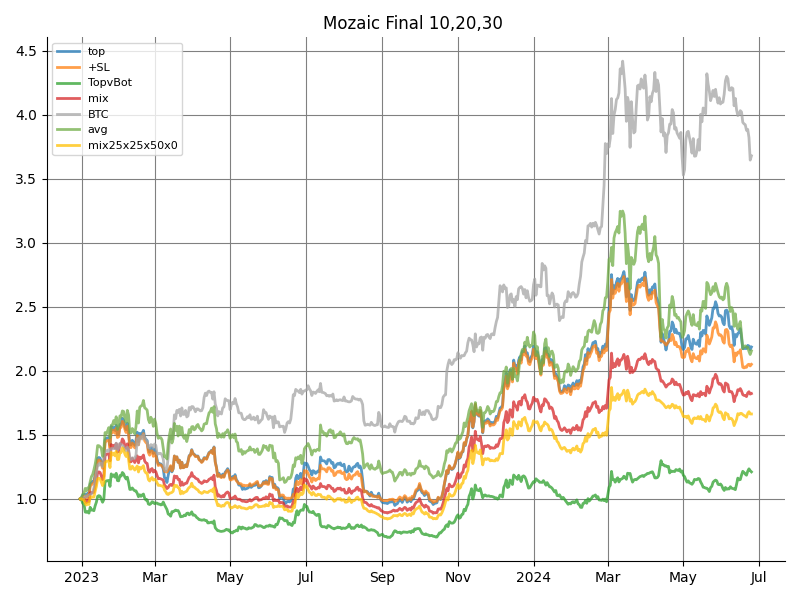 Mozaic Final 10,20,30
top
+SL
TopvBot
mix
BTC
avg
mix25x25x50x0
4.5
4.0
3.5
3.0
2.5
2.0
1.5
1.0
2023 Mar May Jul Sep Nov 2024 Mar May Jul